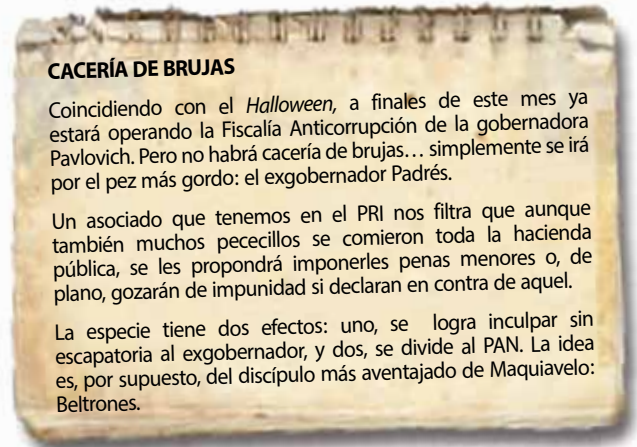 CACERÍA DE BRUJAS
Coincidiendo con el Halloween, a finales de este mes ya
estará operando la Fiscalía Anticorrupción de la gobernadora
Pavlovich. Pero no habrá cacería de brujas… simplemente se irá
por el pez más gordo: el exgobernador Padrés.
Un asociado que tenemos en el PRI nos filtra que aunque
también muchos pececillos se comieron toda la hacienda
pública, se les propondrá imponerles penas menores o, de
plano, gozarán de impunidad si declaran en contra de aquel.
La especie tiene dos efectos: uno, se logra inculpar sin
escapatoria al exgobernador, y dos, se divide al PAN. La idea
es, por supuesto, del discípulo más aventajado de Maquiavelo:
Beltrones.